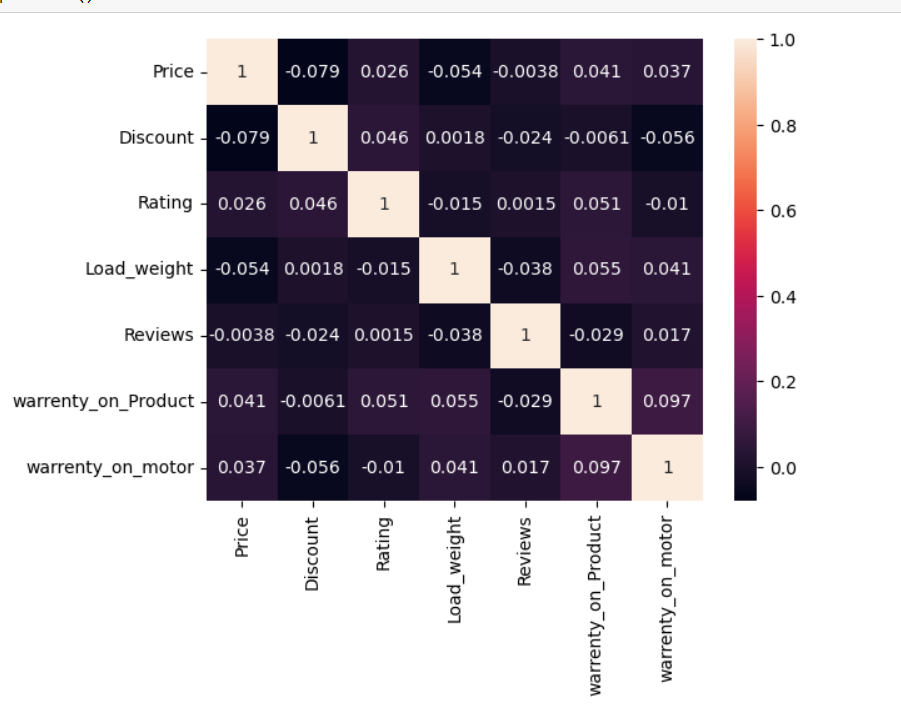 Price 1 -0.079 0.026 -0.054 -0.0038 0.041 0.037
Discount -0.079 1 0.046 0.0018 -0.024 -0.0061 -0.056
Rating 0.026 0.046 1 -0.015 0.0015 0.051 -0.01
Load_weight -0.054 0.0018 -0.015 1 -0.038 0.055 0.041
Reviews -0.0038 -0.024 0.0015 -0.038 1 -0.029 0.017
warrenty_on_Product 0.041 -0.0061 0.051 0.055 -0.029 1 0.097
warrenty_on_motor 0.037 -0.056 -0.01 0.041 0.017 0.097 1
Price
Discount
Rating
Load_weight
Reviews
warrenty_on_Product
warrenty_on_motor
1.0
0.8
0.6
0.4
0.2
0.0